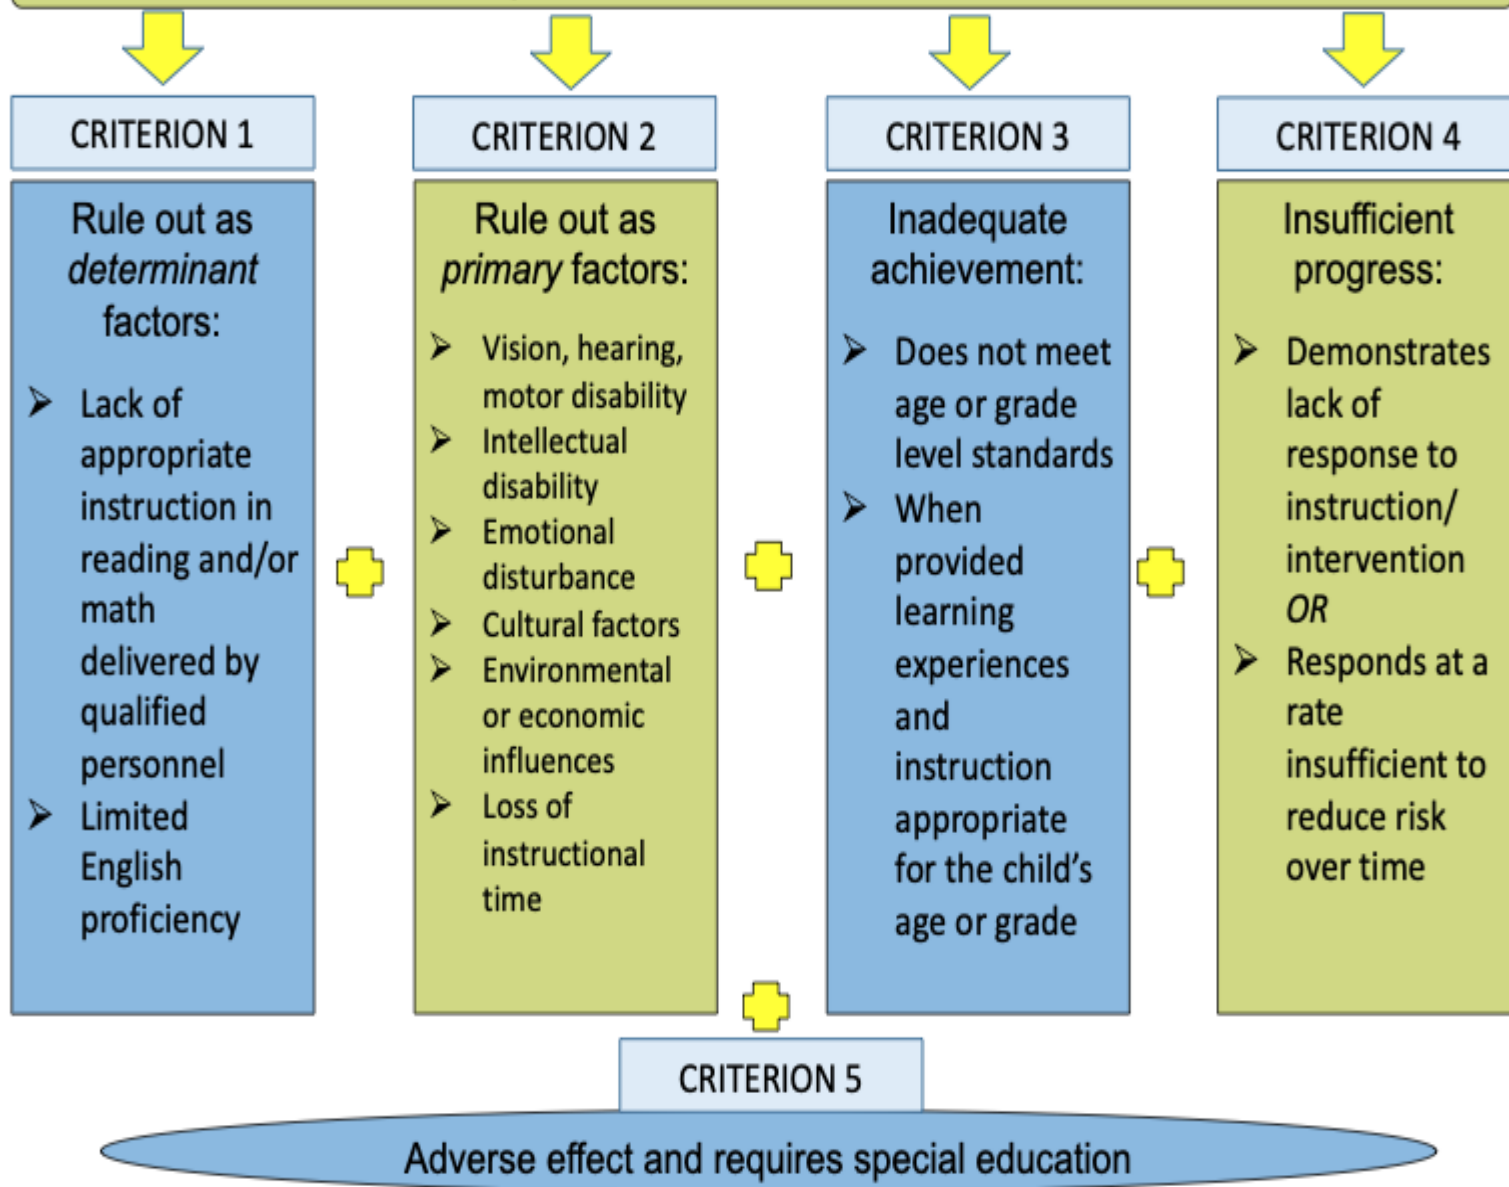 CRITERION 1
Rule out as
determinant
factors:
➢ Lack of
appropriate
instruction in
reading and/or
math
delivered by
qualified
personnel
➢ Limited
English
proficiency
CRITERION 2
Rule out as
primary factors:
➢ Vision, hearing,
motor disability
➢ Intellectual
disability
➢ Emotional
disturbance
➢ Cultural factors
➢ Environmental
or economic
influences
➢ Loss of
instructional
time
CRITERION 3
Inadequate
achievement:
➢ Does not meet
age or grade
level standards
➢ When
provided
learning
experiences
and
instruction
appropriate
for the child's
age or grade
CRITERION 4
Insufficient
progress:
➢ Demonstrates
lack of
response to
instruction/
intervention
OR
➢ Responds at a
rate
insufficient to
reduce risk
over time
CRITERION 5
Adverse effect and requires special education